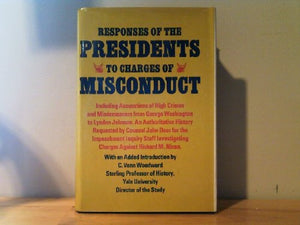 RESPONSES OF THE
PRESIDENTS
TO CHARGES OF
MISCONDUCT
Including Accusations of High Crimes
and Misdemeanors from George Washington
to Lyndon Johnson. An Authoritative History
Requested by Counsel John Doar for the
Impeachment Inquiry Staff Investigating
Charges Against Richard M. Nixon.
With an Added Introduction by
C. Vann Woodward
Sterling Professor of History,
Yale University
Director of the Study